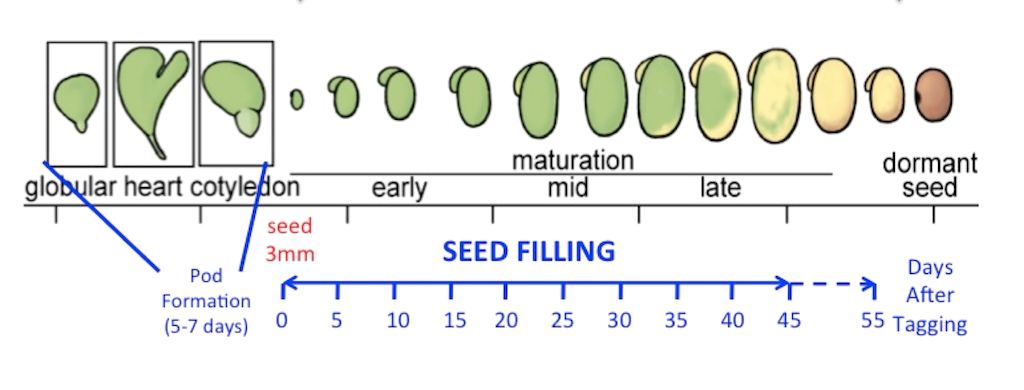 maturation
dormant
seed
globular heart cotyledon
early
mid
late
seed
3mm
SEED FILLING
Pod
Formation
(5-7 days)
0 5 10 15 20 25 30 35 40 45 55
Days
After
Tagging